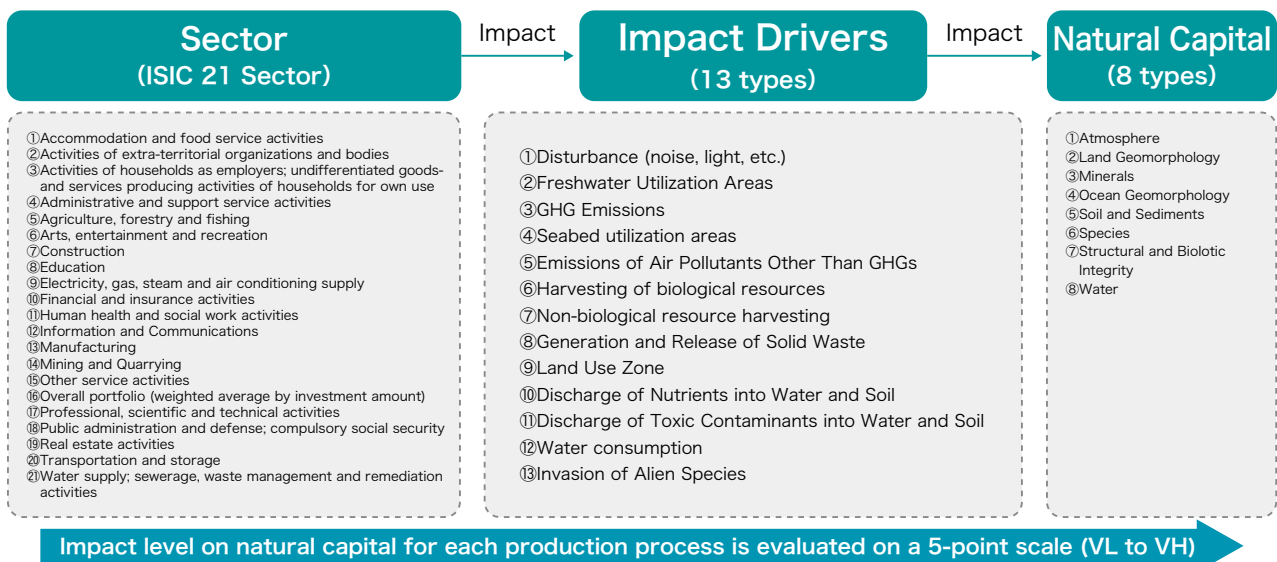 Sector
(ISIC 21 Sector)
Impact
Impact Drivers
(13 types)
Impact
Natural Capital
(8 types)
①Accommodation and food service activities
②Activities of extra-territorial organizations and bodies
③Activities of households as employers; undifferentiated goods-
and services producing activities of households for own use
④Administrative and support service activities
⑤Agriculture, forestry and fishing
⑥Arts, entertainment and recreation
⑦Construction
⑧Education
⑨Electricity, gas, steam and air conditioning supply
⑩Financial and insurance activities
⑪Human health and social work activities
⑫Information and Communications
⑬Manufacturing
⑭Mining and Quarrying
⑮Other service activities
⑯Overall portfolio (weighted average by investment amount)
⑰Professional, scientific and technical activities
⑱Public administration and defense; compulsory social security
⑲Real estate activities
⑳Transportation and storage
㉑Water supply; sewerage, waste management and remediation
activities
①Disturbance (noise, light, etc.)
②Freshwater Utilization Areas
③GHG Emissions
④Seabed utilization areas
⑤Emissions of Air Pollutants Other Than GHGs
⑥Harvesting of biological resources
⑦Non-biological resource harvesting
⑧Generation and Release of Solid Waste
⑨Land Use Zone
⑩Discharge of Nutrients into Water and Soil
⑪Discharge of Toxic Contaminants into Water and Soil
⑫Water consumption
⑬Invasion of Alien Species
①Atmosphere
②Land Geomorphology
③Minerals
④Ocean Geomorphology
⑤Soil and Sediments
⑥Species
⑦Structural and Biolotic
Integrity
⑧Water
Impact level on natural capital for each production process is evaluated on a 5-point scale (VL to VH)